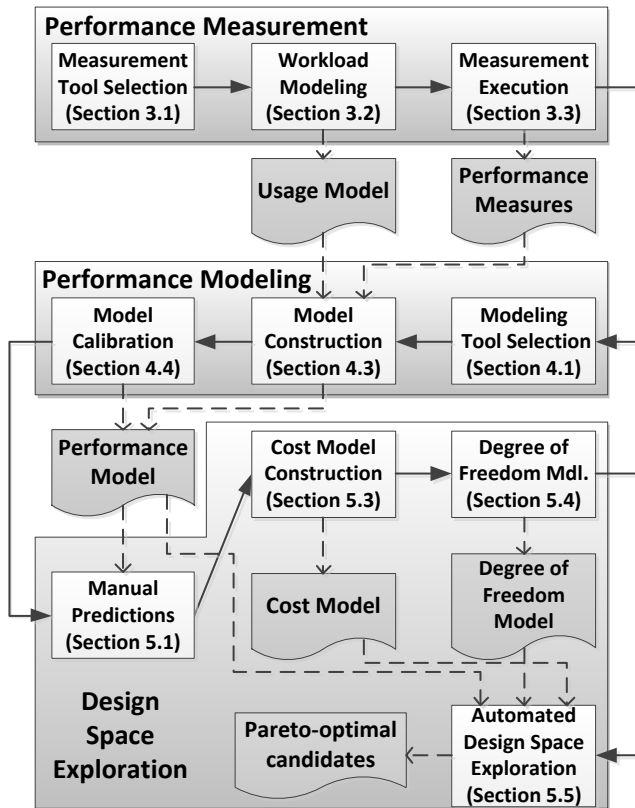 Performance Measurement
Measurement
Tool Selection
(Section 3.1)
Workload
Modeling
(Section 3.2)
Measurement
Execution
(Section 3.3)
Usage Model
Performance
Measures
Performance Modeling
Model
Calibration
(Section 4.4)
Model
Construction
(Section 4.3)
Modeling
Tool Selection
(Section 4.1)
Performance
Model
Cost Model
Construction
(Section 5.3)
Degree of
Freedom Mdl.
(Section 5.4)
Manual
Predictions
(Section 5.1)
Cost Model
Degree of
Freedom
Model
Design
Space
Exploration
Pareto-optimal
candidates
Automated
Design Space
Exploration
(Section 5.5)